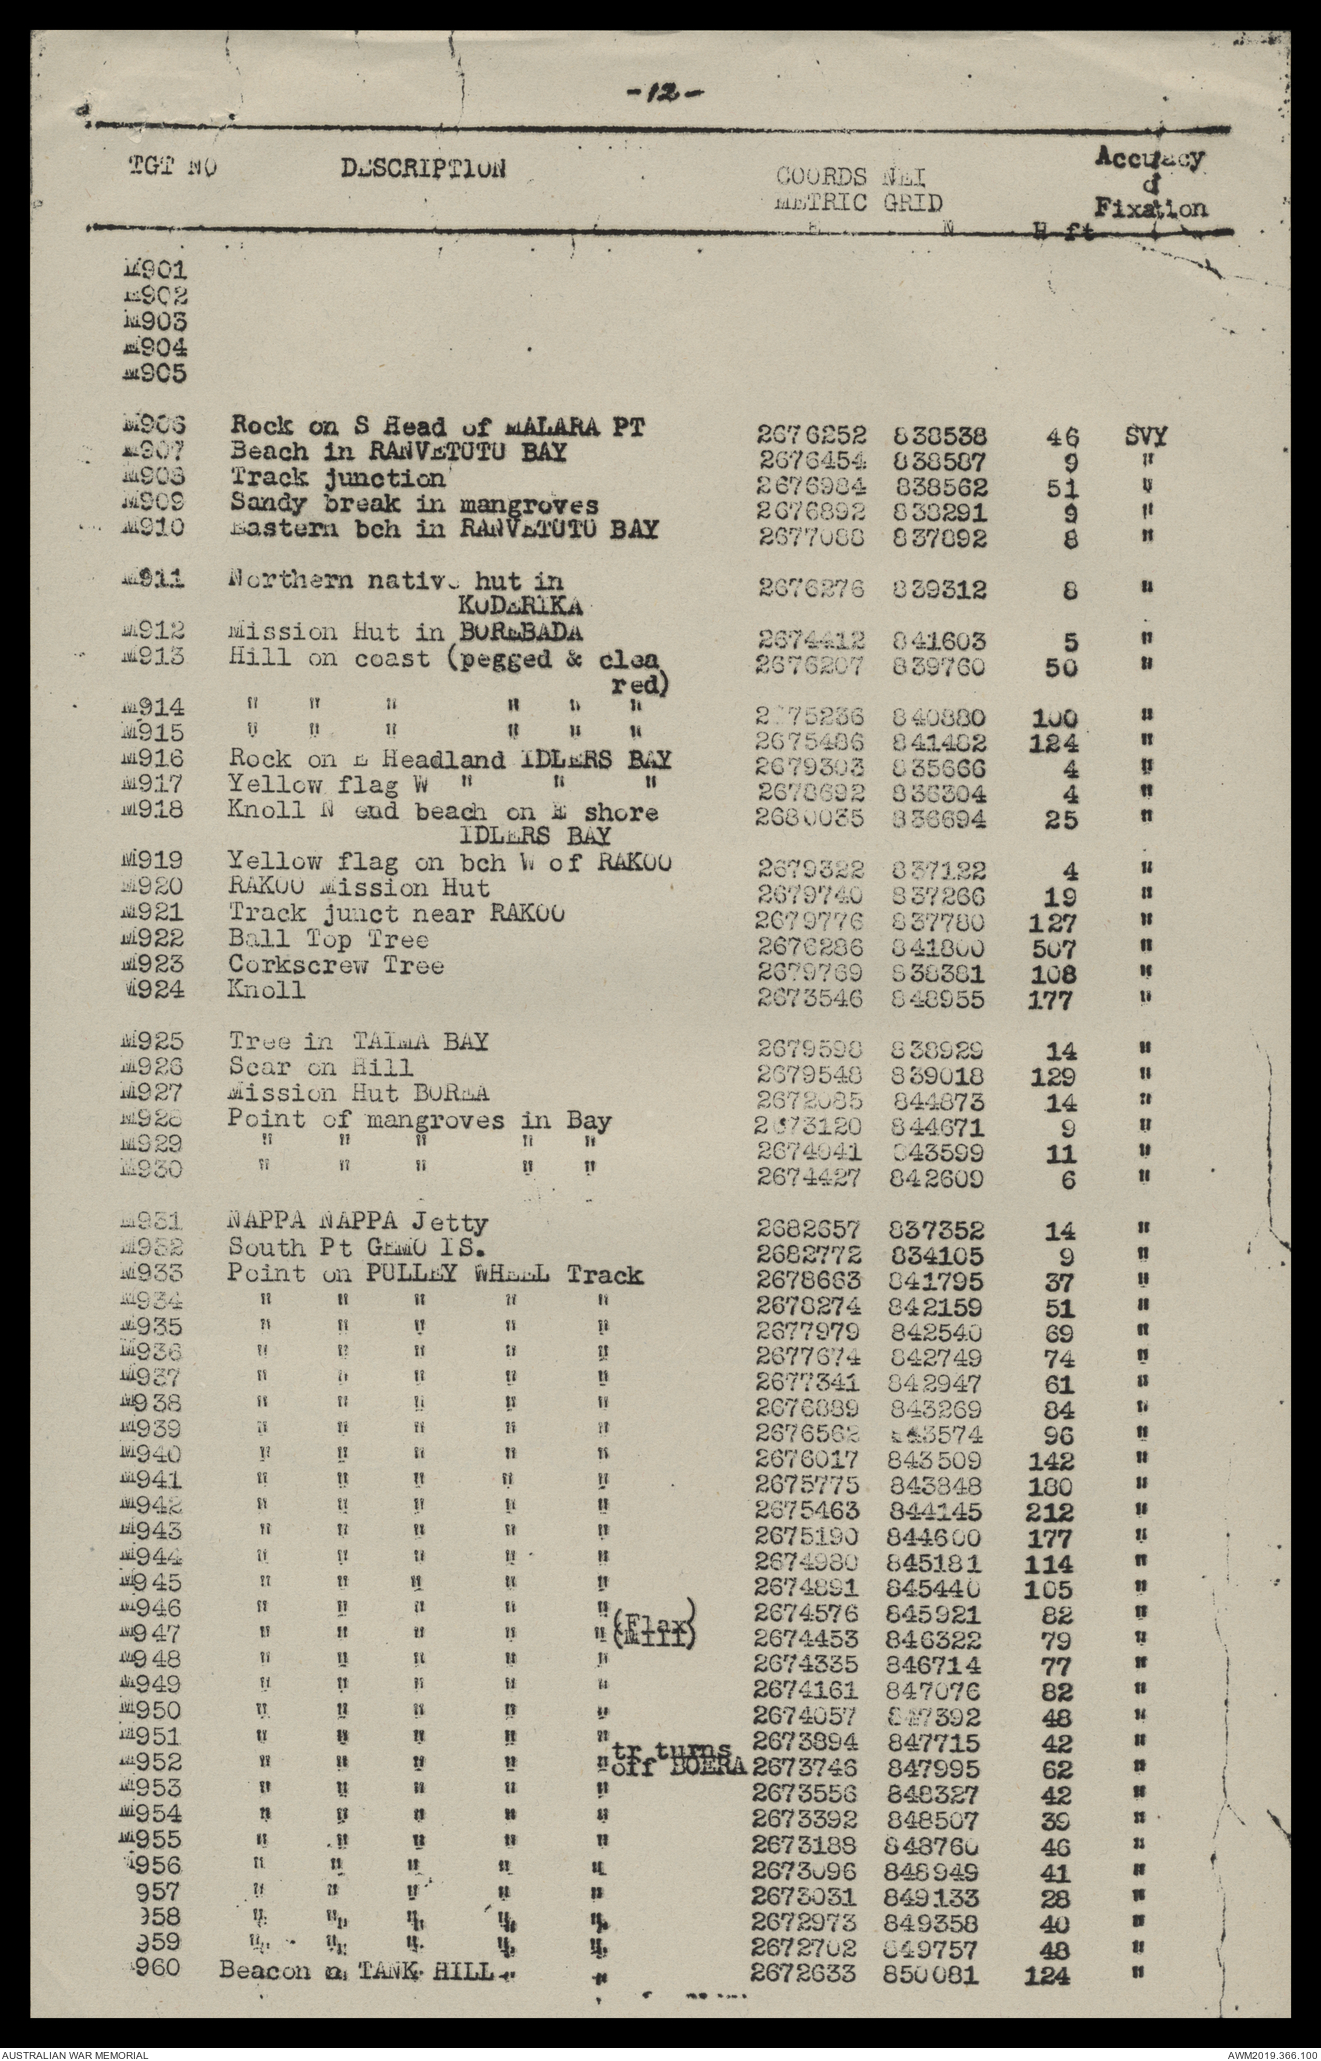 -12-
TGT NO DESCRIPTION COORDS NEI METRIC GRID Accuracy of Fixation
E N H ft
M901
M902
M903
M904
M905
M906 Rock on S Head of MALARA PT 2676252 838538 46 SVY
M907 Beach in RANVETUTU BAY 2676454 838587 9 "
M908 Track junction 2676984 838562 51 "
M909 Sandy break in mangroves 2676892 838291 9 "
M910 Eastern bch in RANVETUTU BAY 2677088 837892 8 "
M911 Northern native hut in 2676276 839312 8 "
KODERIKA
M912 Mission Hut in BOREBADA 2674412 841603 5 "
M913 Hill on coast (pegged & clea 2676207 839760 50 "
red)
M914 " " " " " " 2675236 840880 100 "
M915 " " " " " " 2675486 841482 124 "
M916 Rock on E Headland IDLERS BAY 2679303 835666 4 "
M917 Yellow flag W " " " 2678692 836304 4 "
M918 Knoll N end beach on E shore 2680035 836694 25 "
IDLERS BAY
M919 Yellow flag on bch W of RAKOO 2679322 837122 4 "
M920 RAKOO Mission Hut 2679740 837266 19 "
M921 Track junct near RAKOO 2679776 837780 127 "
M922 Ball Top Tree 2676286 841800 507 "
M923 Corkscrew Tree 2679769 838381 108 "
M924 Knoll 2673546 848955 177 "
M925 Tree in TAIMA BAY 2679598 838929 14 "
M926 Scar on Hill 2679548 839018 129 "
M927 Mission Hut BOREA 2672085 844873 14 "
M928 Point of mangroves in Bay 2673120 844671 9 "
M929 " " " " " 2674041 843599 11 "
M930 " " " " " 2674427 842609 6 "
M931 NAPPA NAPPA Jetty 2682657 837352 14 "
M932 South Pt GEMO IS. 2682772 834105 9 "
M933 Point on PULLEY WHEEL Track 2678663 841795 37 "
M934 " " " " " 2678274 842159 51 "
M935 " " " " " 2677979 842540 69 "
M936 " " " " " 2677674 842749 74 "
M937 " " " " " 2677341 842947 61 "
M938 " " " " " 2676889 843269 84 "
M939 " " " " " 2676562 843574 96 "
M940 " " " " " 2676017 843509 142 "
M941 " " " " " 2675775 843848 180 "
M942 " " " " " 2675463 844145 212 "
M943 " " " " " 2675190 844600 177 "
M944 " " " " " 2674980 845181 114 "
M945 " " " " " 2674891 845440 105 "
M946 " " " " " (Flax) 2674576 845921 82 "
M947 " " " " " (Mill) 2674453 846322 79 "
M948 " " " " " 2674335 846714 77 "
M949 " " " " " 2674161 847076 82 "
M950 " " " " " 2674057 847392 48 "
M951 " " " " " tr turns 2673894 847715 42 "
M952 " " " " " off BOERA 2673746 847995 62 "
M953 " " " " " 2673556 848327 42 "
M954 " " " " " 2673392 848507 39 "
M955 " " " " " 2673188 848760 46 "
956 " " " " " 2673096 848949 41 "
957 " " " " " 2673031 849133 28 "
958 " " " " " 2672973 849358 40 "
959 " " " " " 2672702 849757 48 "
960 Beacon n TANK HILL " 2672633 850081 124 "
AUSTRALIAN WAR MEMORIAL AWM2019.366.100